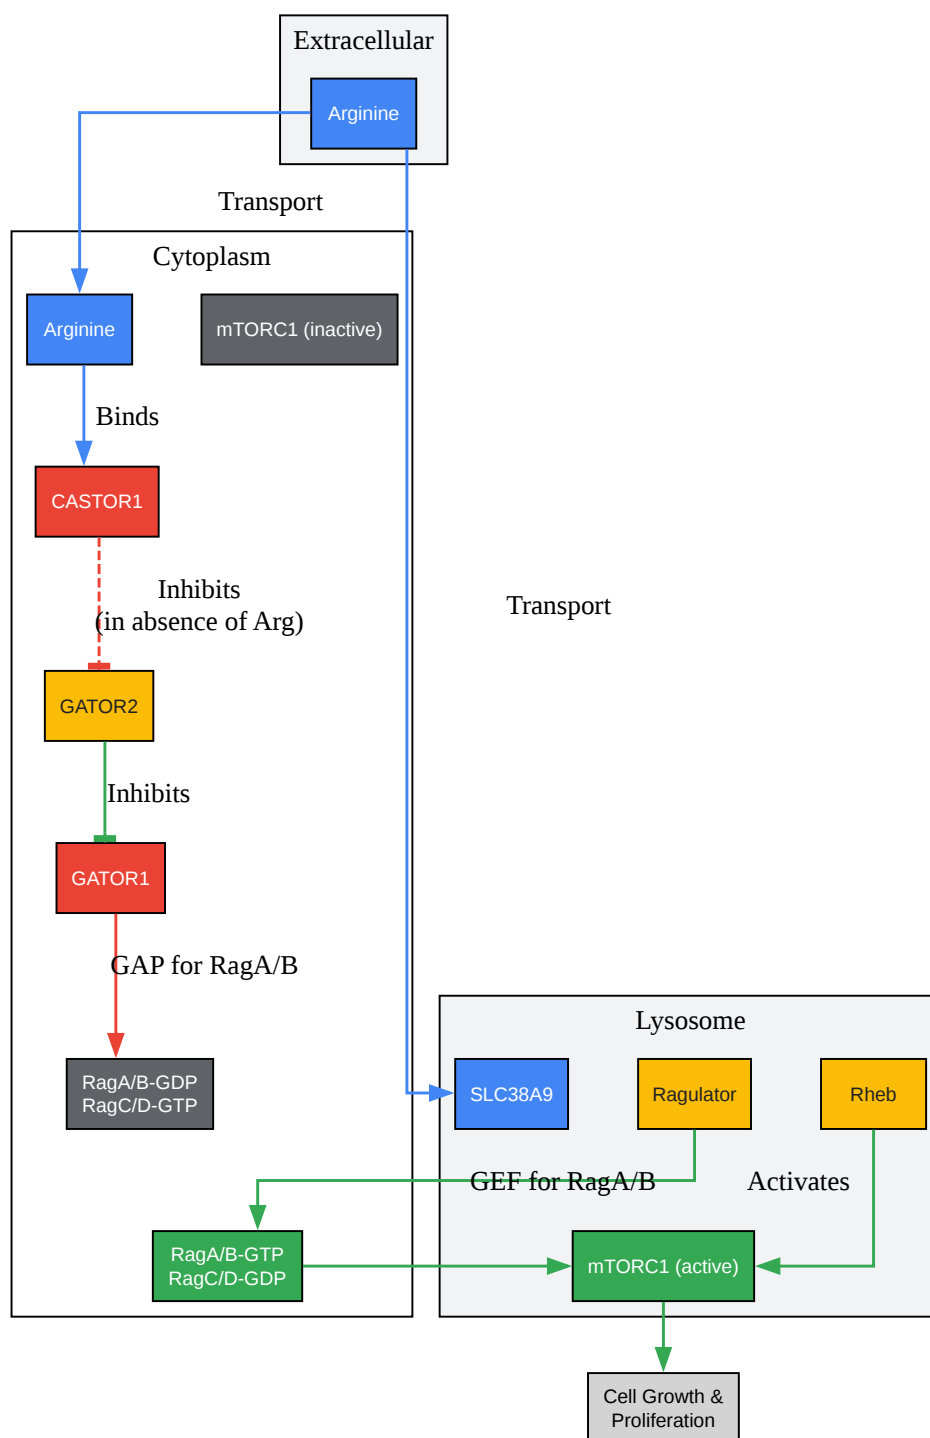 Extracellular
Arginine
Transport
Cytoplasm
Arginine
mTORC1 (inactive)
Binds
CASTOR1
Inhibits
(in absence of Arg)
Transport
GATOR2
Inhibits
GATOR1
GAP for RagA/B
Lysosome
RagA/B-GDP
RagC/D-GTP
SLC38A9
Ragulator
Rheb
GEF for RagA/B
Activates
RagA/B-GTP
RagC/D-GDP
mTORC1 (active)
Cell Growth &
Proliferation